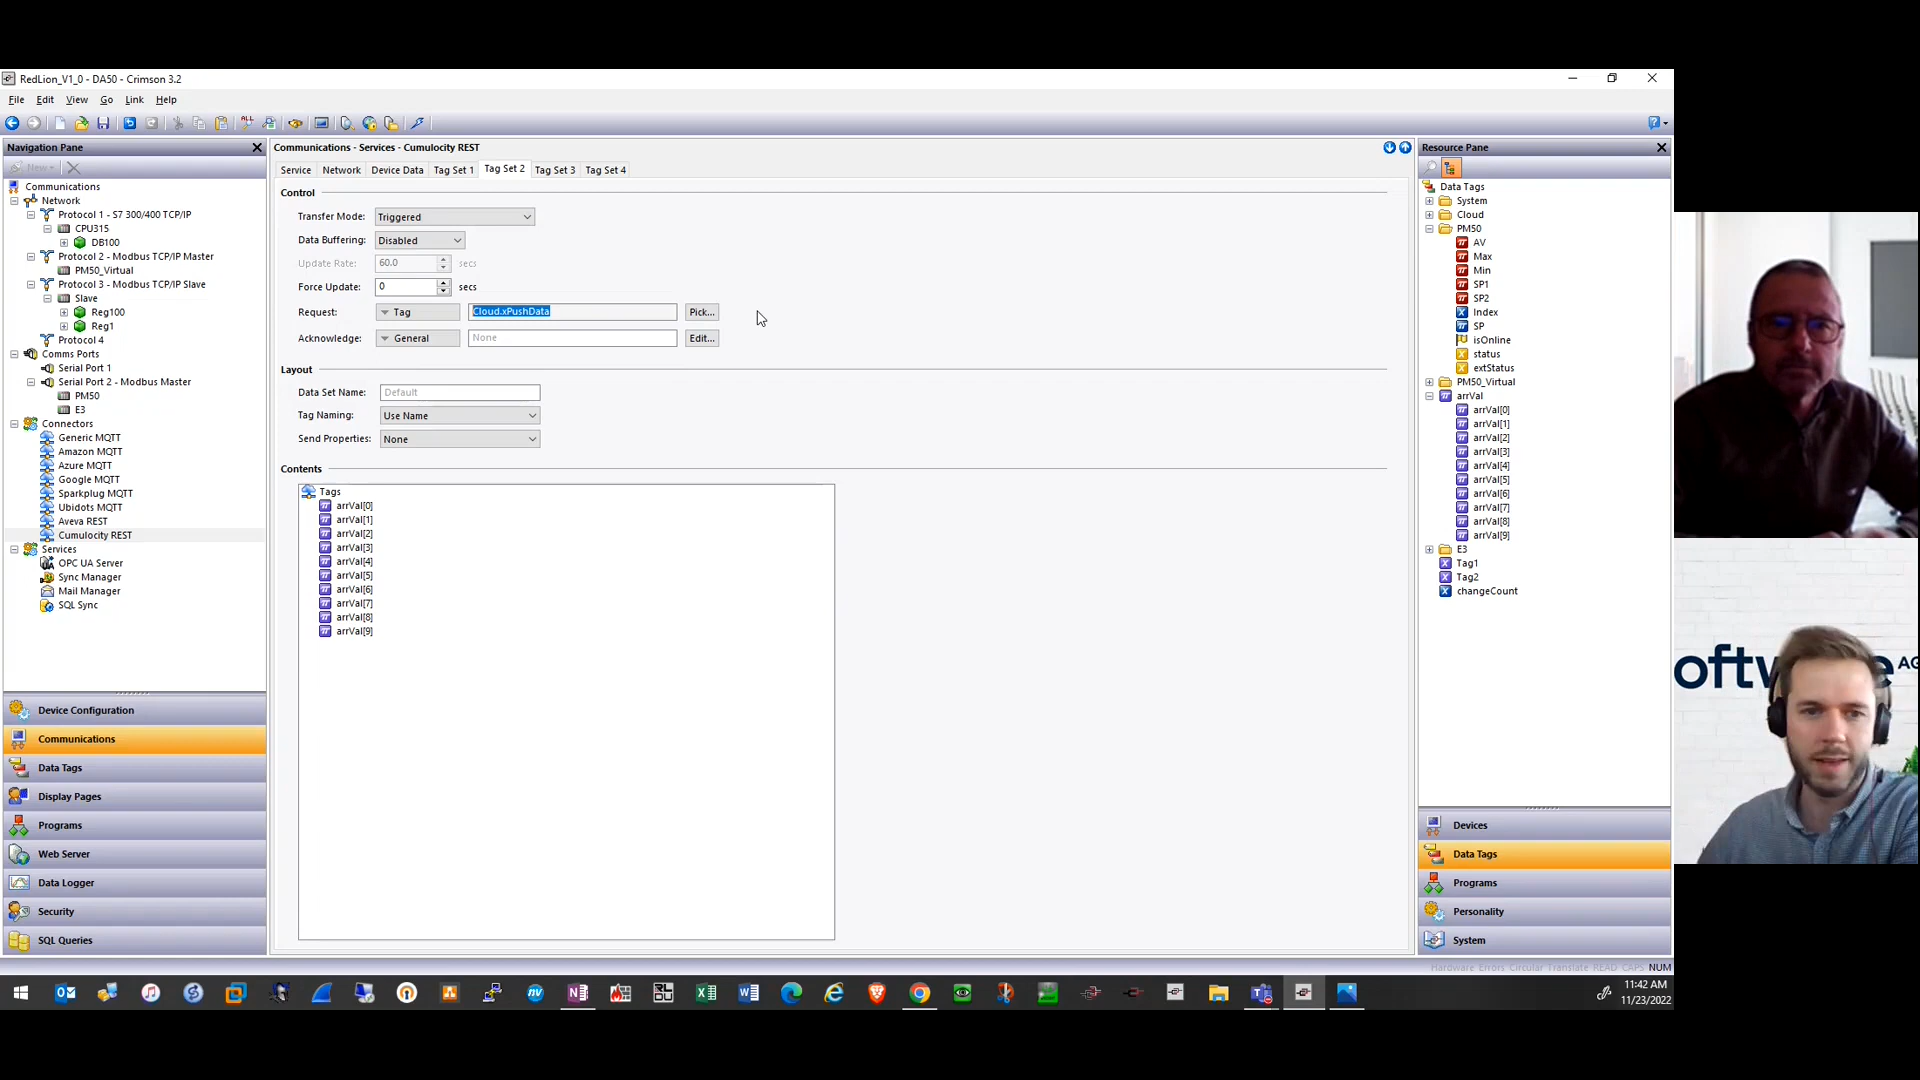 RedLion_V1_0 - DA50 - Crimson 3.2
File Edit View Go Link Help
Navigation Pane
New
Communications
Network
Protocol 1 - S7 300/400 TCP/IP
CPU315
DB100
Protocol 2 - Modbus TCP/IP Master
PM50_Virtual
Protocol 3 - Modbus TCP/IP Slave
Slave
Reg100
Reg1
Protocol 4
Comms Ports
Serial Port 1
Serial Port 2 - Modbus Master
PM50
E3
Connectors
Generic MQTT
Amazon MQTT
Azure MQTT
Google MQTT
Sparkplug MQTT
Ubidots MQTT
Aveva REST
Cumulocity REST
Services
OPC UA Server
Sync Manager
Mail Manager
SQL Sync
Device Configuration
Communications
Data Tags
Display Pages
Programs
Web Server
Data Logger
Security
SQL Queries
Communications - Services - Cumulocity REST
Service Network Device Data Tag Set 1 Tag Set 2 Tag Set 3 Tag Set 4
Control
Transfer Mode: Triggered
Data Buffering: Disabled
Update Rate: 60.0 secs
Force Update: 0 secs
Request: Tag Cloud.xPushData Pick...
Acknowledge: General None Edit...
Layout
Data Set Name: Default
Tag Naming: Use Name
Send Properties: None
Contents
Tags
arrVal[0]
arrVal[1]
arrVal[2]
arrVal[3]
arrVal[4]
arrVal[5]
arrVal[6]
arrVal[7]
arrVal[8]
arrVal[9]
Resource Pane
Data Tags
System
Cloud
PM50
AV
Max
Min
SP1
SP2
Index
SP
isOnline
status
extStatus
PM50_Virtual
arrVal
arrVal[0]
arrVal[1]
arrVal[2]
arrVal[3]
arrVal[4]
arrVal[5]
arrVal[6]
arrVal[7]
arrVal[8]
arrVal[9]
E3
Tag1
Tag2
changeCount
Devices
Data Tags
Programs
Personality
System
Hardware Errors Circular Translate READ CAPS NUM
11:42 AM
11/23/2022
oftw e AG